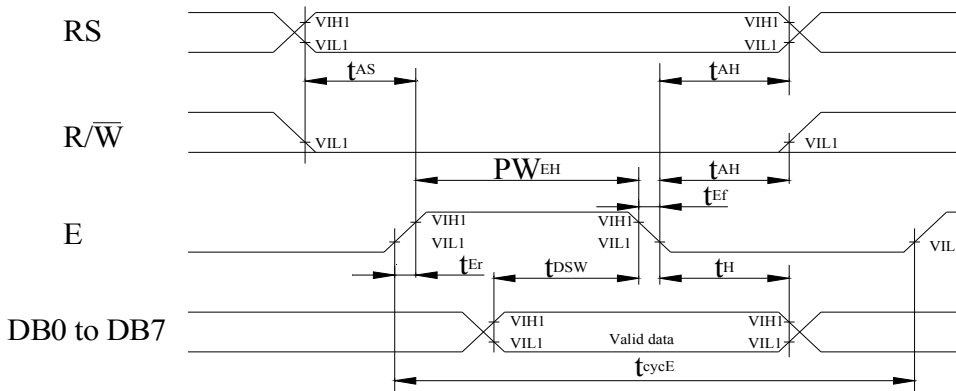 RS
VIH1 VIH1
VIL1 VIL1
tAS tAH
R/W̅
VIL1 VIL1
PWEH tAH
tEf
E
VIH1 VIH1
VIL1 VIL1 VIL
tEr tDSW tH
DB0 to DB7
VIH1 VIH1
VIL1 Valid data VIL1
tcycE